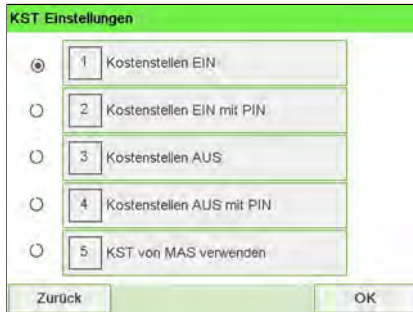 KST Einstellungen
1 Kostenstellen EIN
2 Kostenstellen EIN mit PIN
3 Kostenstellen AUS
4 Kostenstellen AUS mit PIN
5 KST von MAS verwenden
Zurück OK